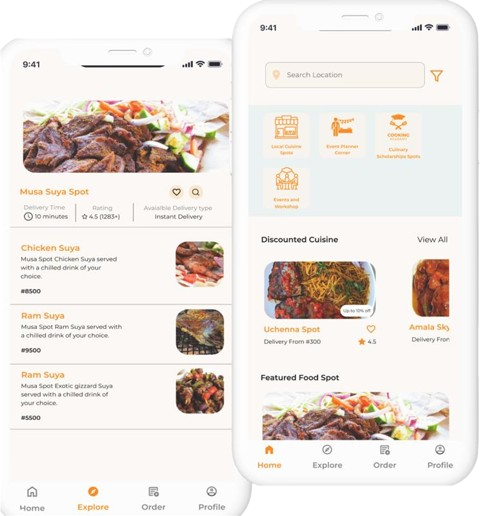 9:41
Musa Suya Spot
Delivery Time
10 minutes
Rating
4.5 (1283+)
Avaialble Delivery type
Instant Delivery
Chicken Suya
Musa Spot Chicken Suya served
with a chilled drink of your
choice.
#8500
Ram Suya
Musa Spot Ram Suya served with
a chilled drink of your choice.
#9500
Ram Suya
Musa Spot Exotic gizzard Suya
served with a chilled drink of
your choice.
#5500
Home
Explore
Order
Profile
9:41
Search Location
Local Cuisine
Spots
Event Planner
Corner
COOKING
Culinary
Scholarships Spots
Events and
Workshop
Discounted Cuisine
View All
Up to 10% off
Uchenna Spot
Delivery From #300
4.5
Amala Sky
Delivery From
Featured Food Spot
Home
Explore
Order
Profile